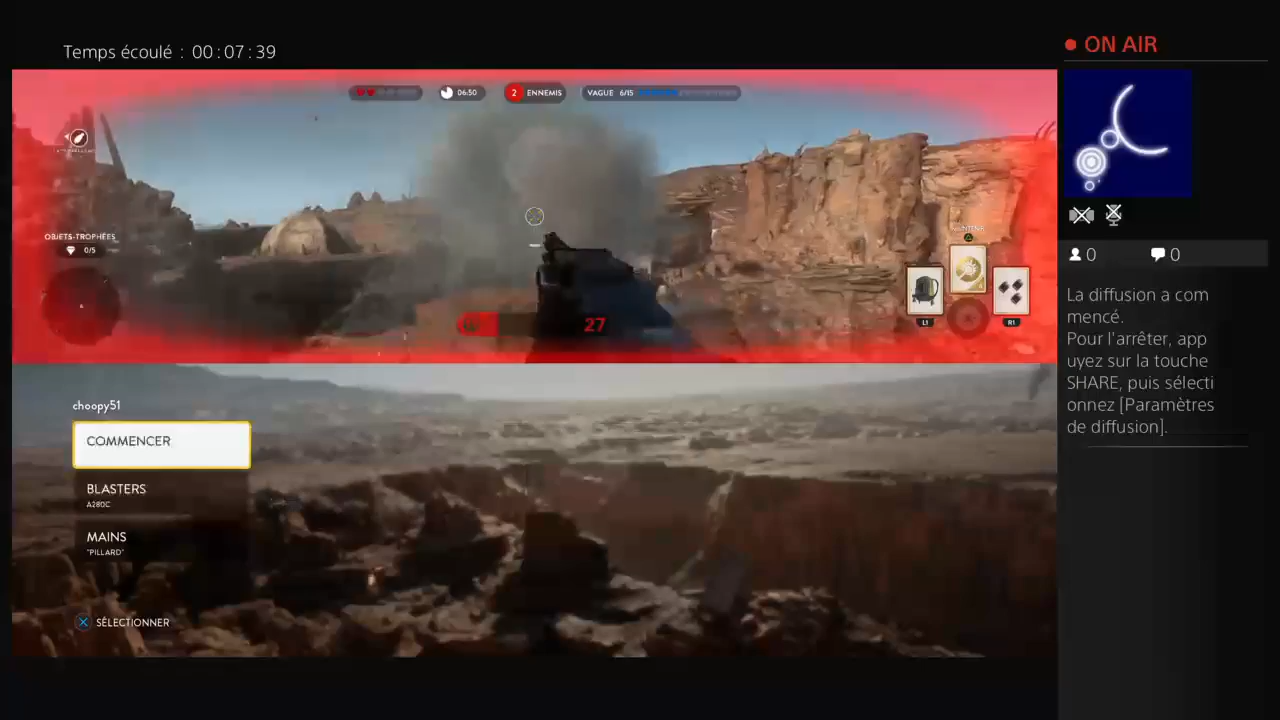 Temps écoulé : 00:07:39
ON AIR
06:50
2 ENNEMIS
VAGUE 6/15
OBJETS-TROPHÉES
0/5
27
L1
R1
0
0
La diffusion a com
mencé.
Pour l'arrêter, app
uyez sur la touche
SHARE, puis sélecti
onnez [Paramètres
de diffusion].
choopy51
COMMENCER
BLASTERS
A280C
MAINS
"PILLARD"
SÉLECTIONNER